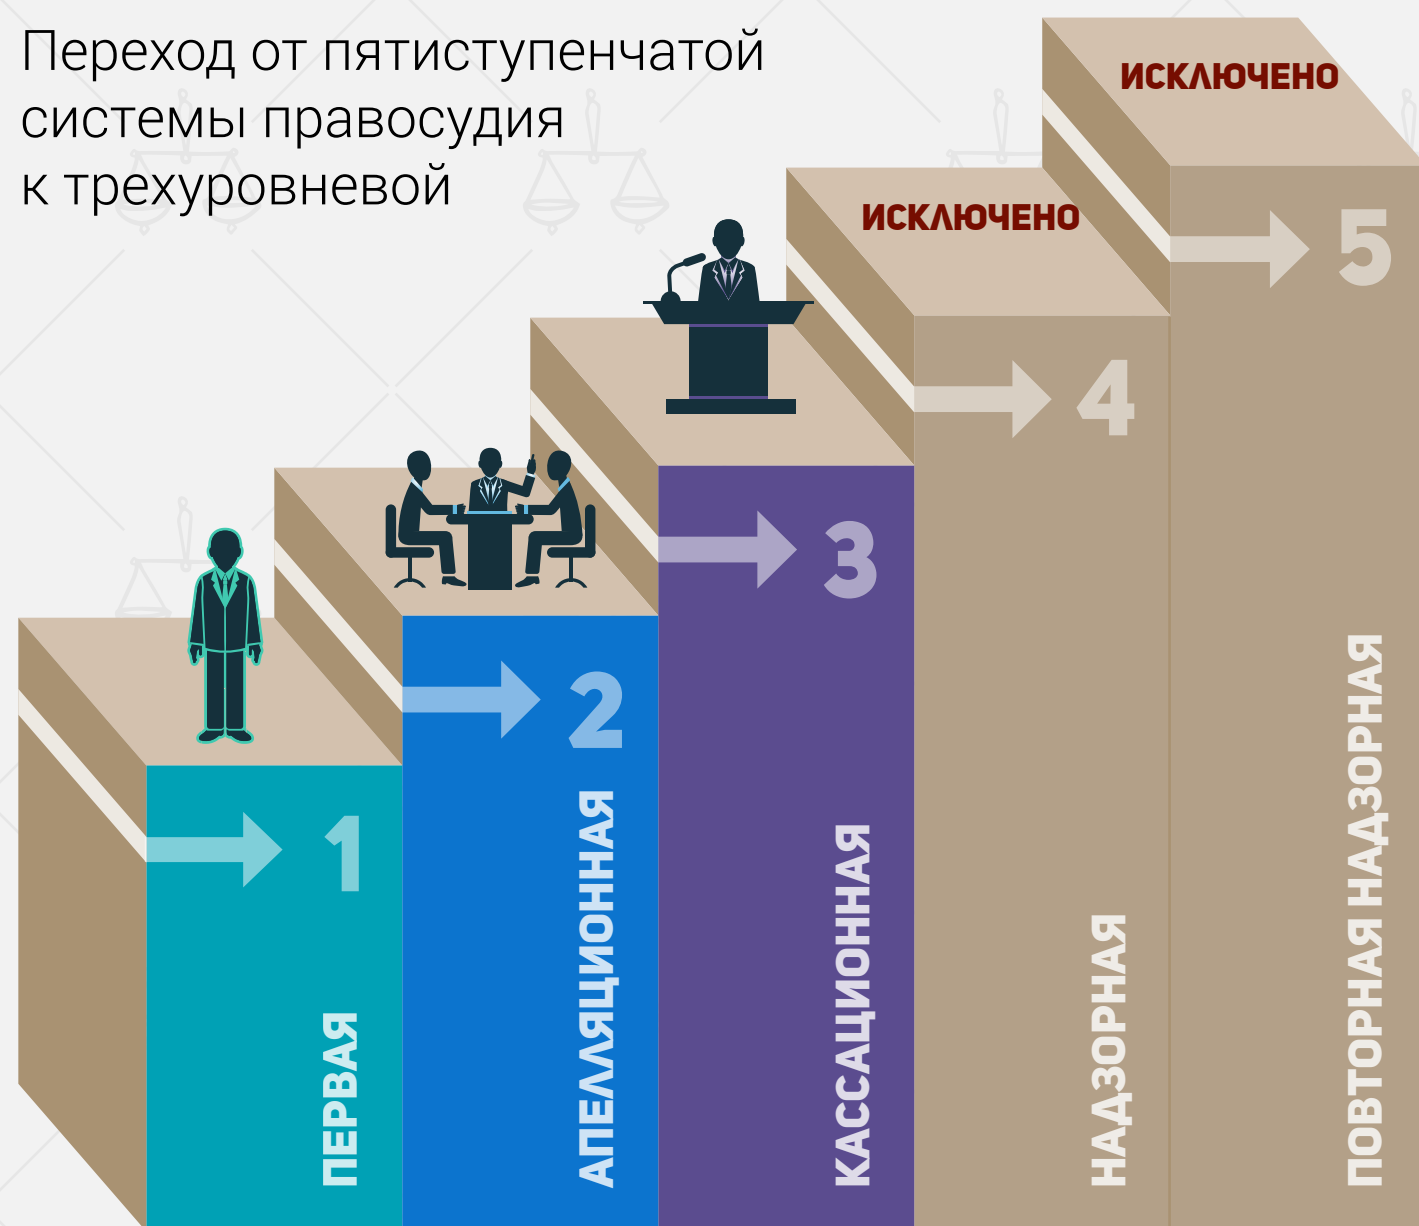 Переход от пятиступенчатой
системы правосудия
к трехуровневой
ИСКЛЮЧЕНО
ИСКЛЮЧЕНО
1
ПЕРВАЯ
2
АПЕЛЛЯЦИОННАЯ
3
КАССАЦИОННАЯ
4
НАДЗОРНАЯ
5
ПОВТОРНАЯ НАДЗОРНАЯ